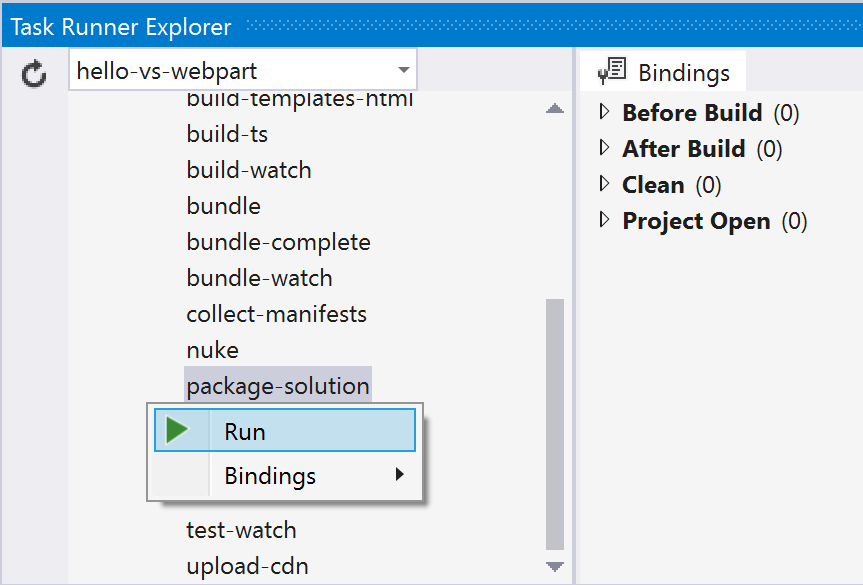 Task Runner Explorer
hello-vs-webpart
build-templates-html
build-ts
build-watch
bundle
bundle-complete
bundle-watch
collect-manifests
nuke
package-solution
Run
Bindings
test-watch
upload-cdn
Bindings
Before Build (0)
After Build (0)
Clean (0)
Project Open (0)